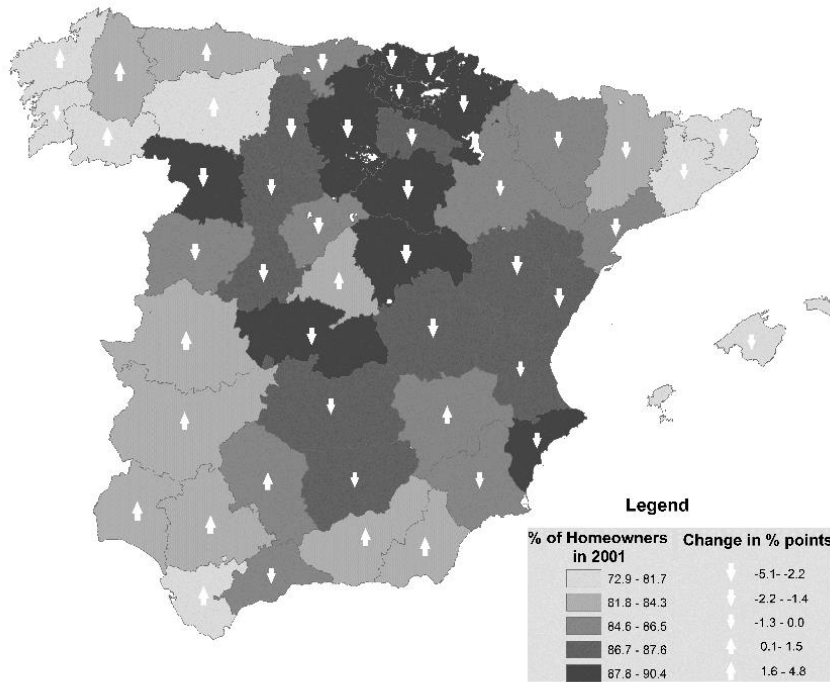 Legend
% of Homeowners in 2001
Change in % points
72.9 - 81.7
-5.1- -2.2
81.8 - 84.3
-2.2 - -1.4
84.6 - 86.5
-1.3 - 0.0
86.7 - 87.6
0.1 - 1.5
87.8 - 90.4
1.6 - 4.8